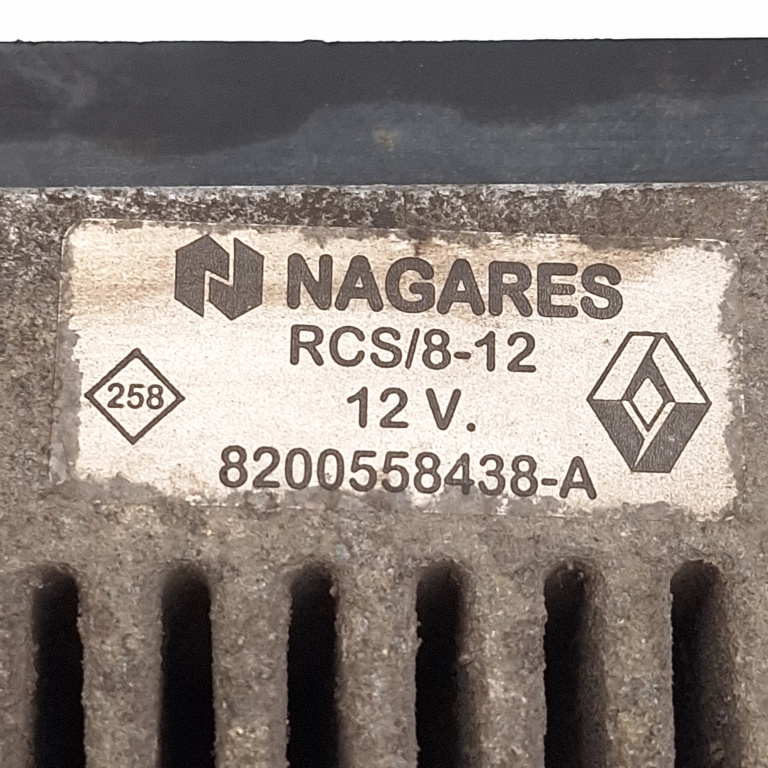 NAGARES
RCS/8-12
258
12 V.
8200558438-A